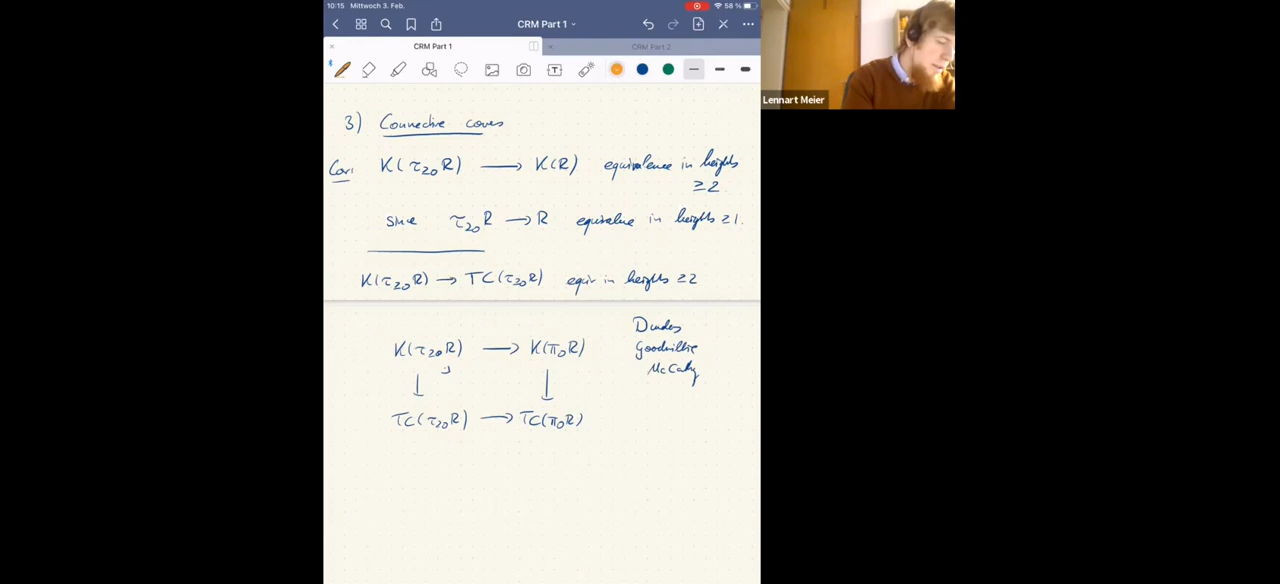 10:15 Mittwoch 3. Feb.
58 %
CRM Part 1
CRM Part 1
CRM Part 2
Lennart Meier
3) Connective covers
Cor: K(τ≥0R) → K(R) equivalence in heights
≥2
since τ≥0R → R equivalence in heights ≥1.
K(τ≥0R) → TC(τ≥0R) equiv in heights ≥2
Dundas
K(τ≥0R) → K(π0R) Goodwillie
McCarthy
↓ ↓
TC(τ≥0R) → TC(π0R)